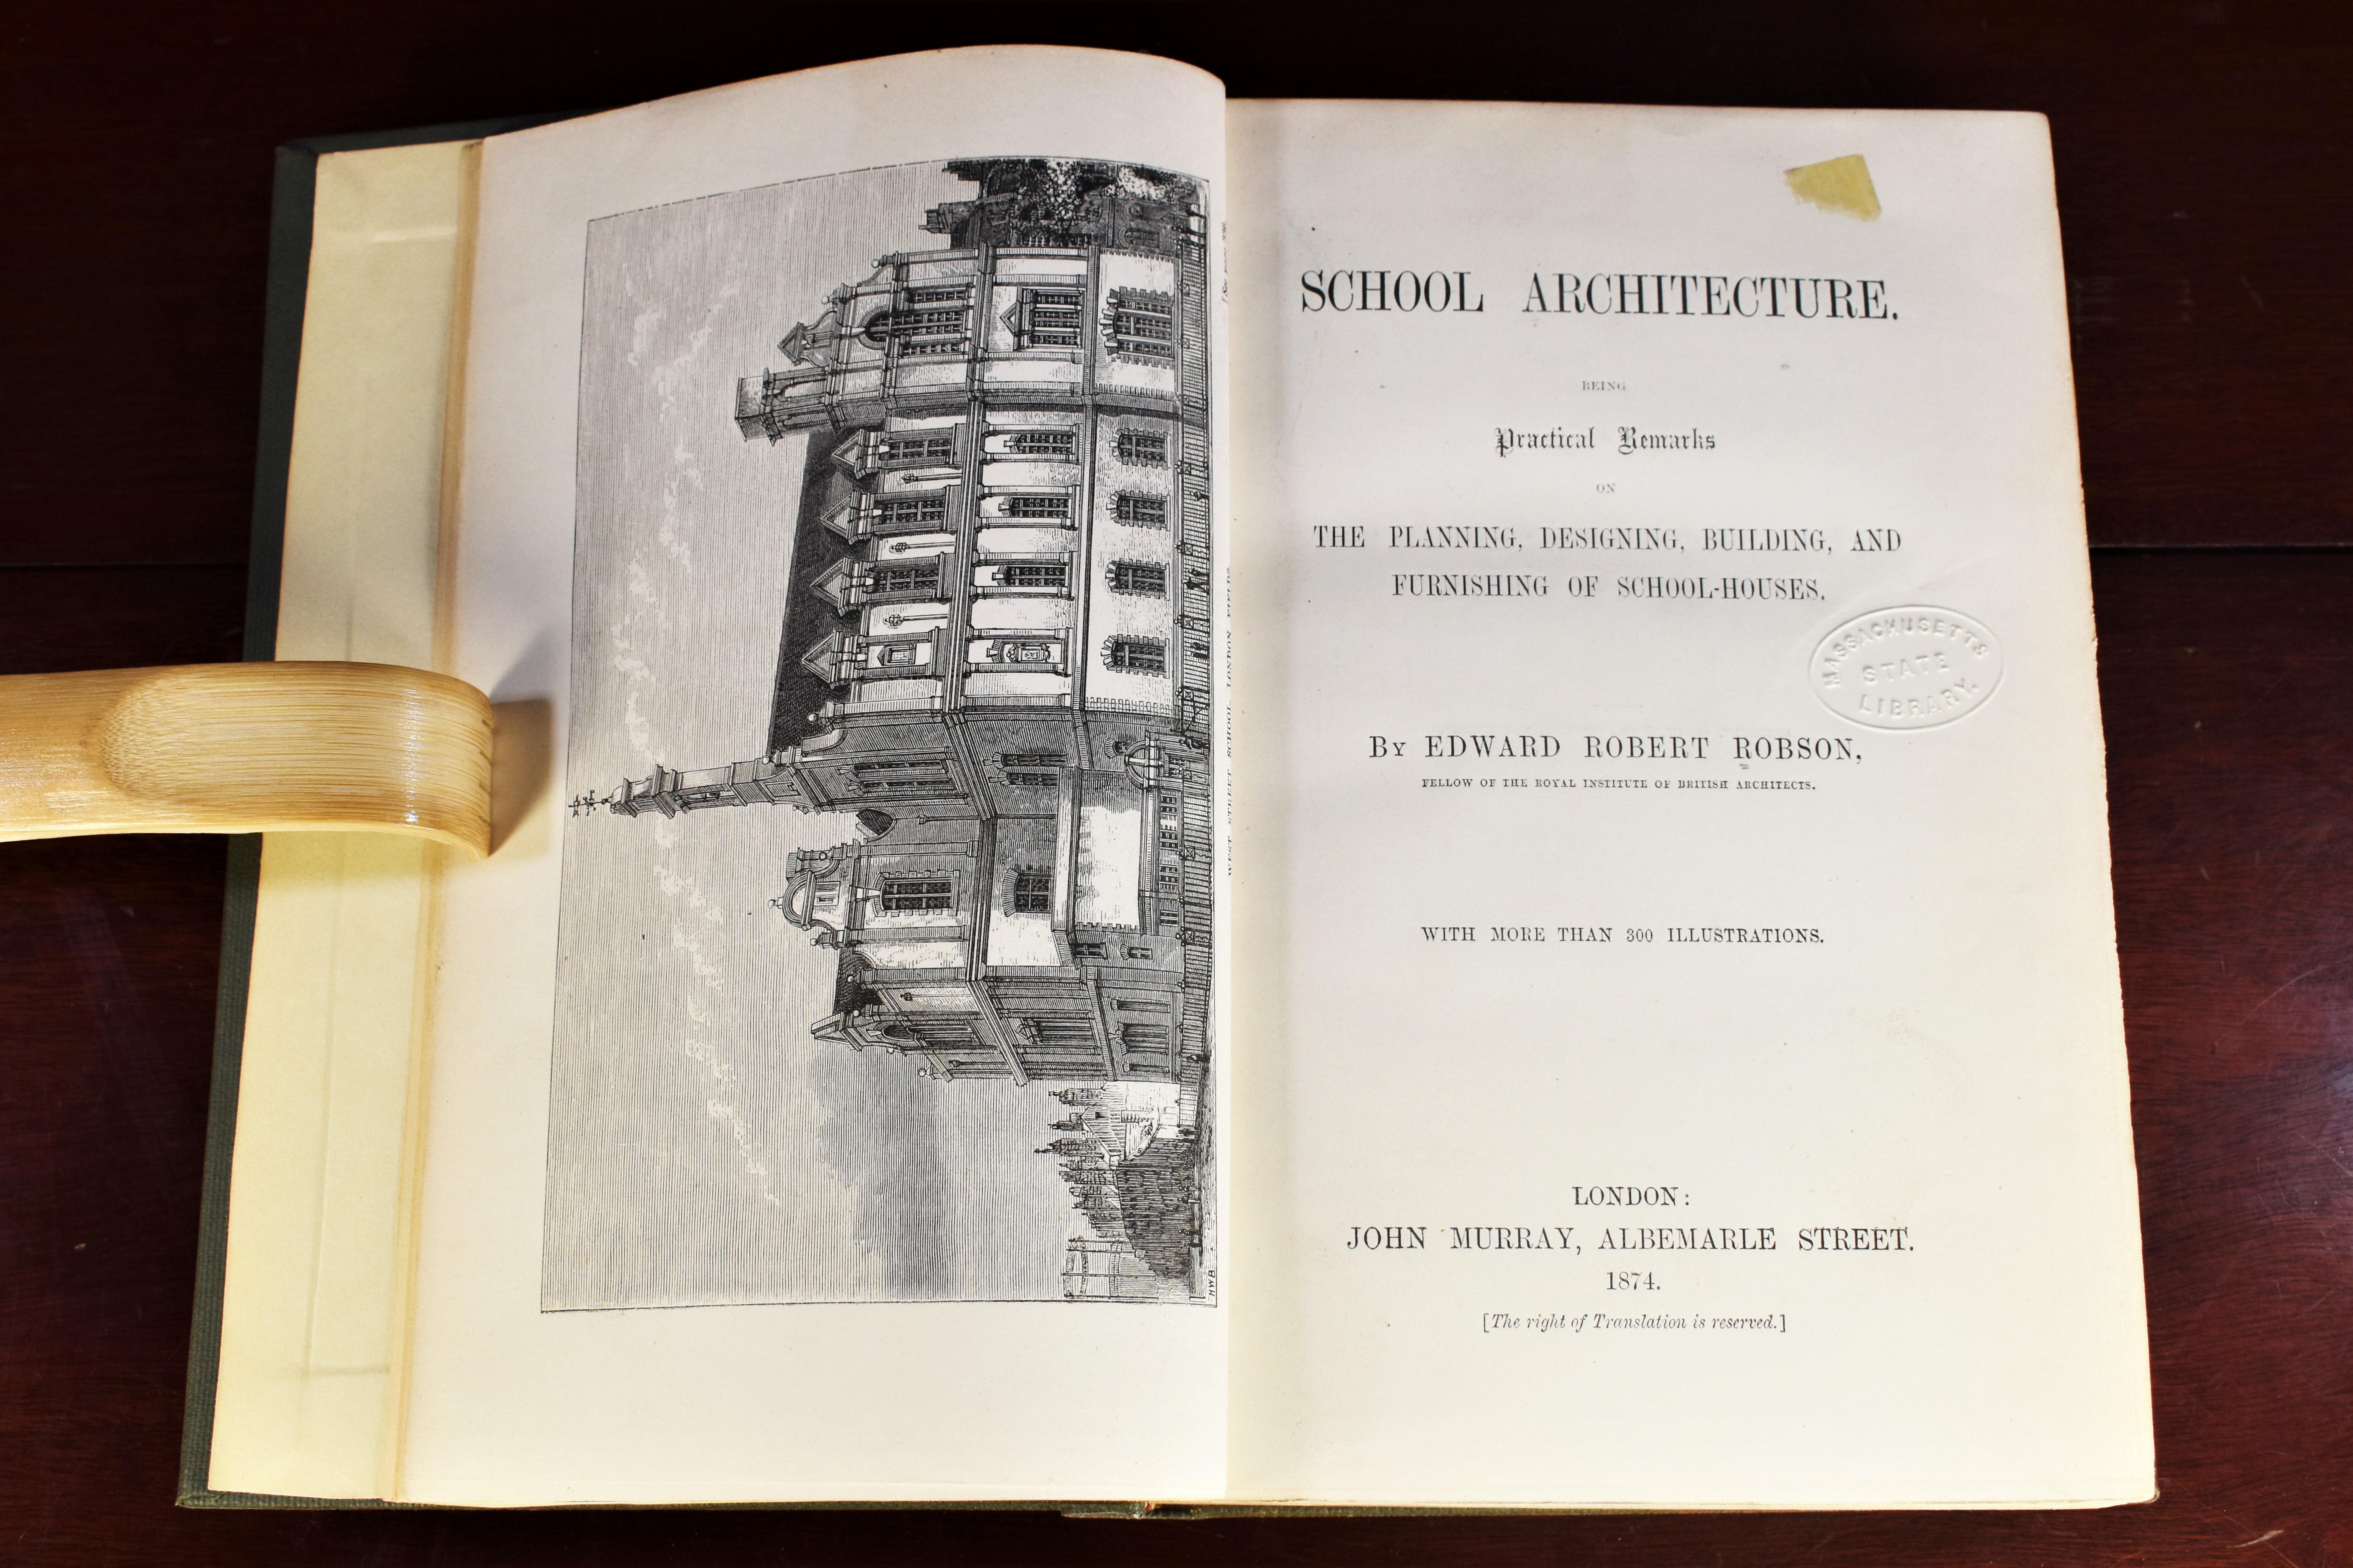 WEST STREET SCHOOL, LONDON FIELDS.
HWB
SCHOOL ARCHITECTURE.
BEING
Practical Remarks
ON
THE PLANNING, DESIGNING, BUILDING, AND
FURNISHING OF SCHOOL-HOUSES.
MASSACHUSETTS
STATE
LIBRARY.
By EDWARD ROBERT ROBSON,
FELLOW OF THE ROYAL INSTITUTE OF BRITISH ARCHITECTS.
WITH MORE THAN 300 ILLUSTRATIONS.
LONDON:
JOHN MURRAY, ALBEMARLE STREET.
1874.
[The right of Translation is reserved.]